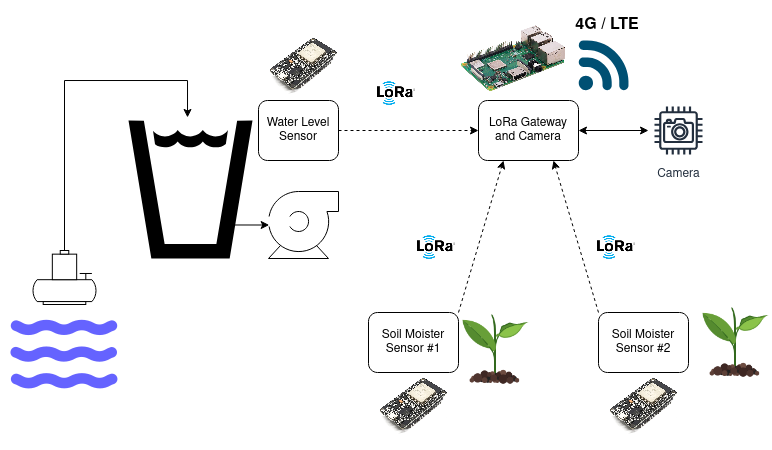 4G / LTE
LoRa
Water Level
Sensor
LoRa Gateway
and Camera
Camera
LoRa
LoRa
Soil Moister
Sensor #1
Soil Moister
Sensor #2